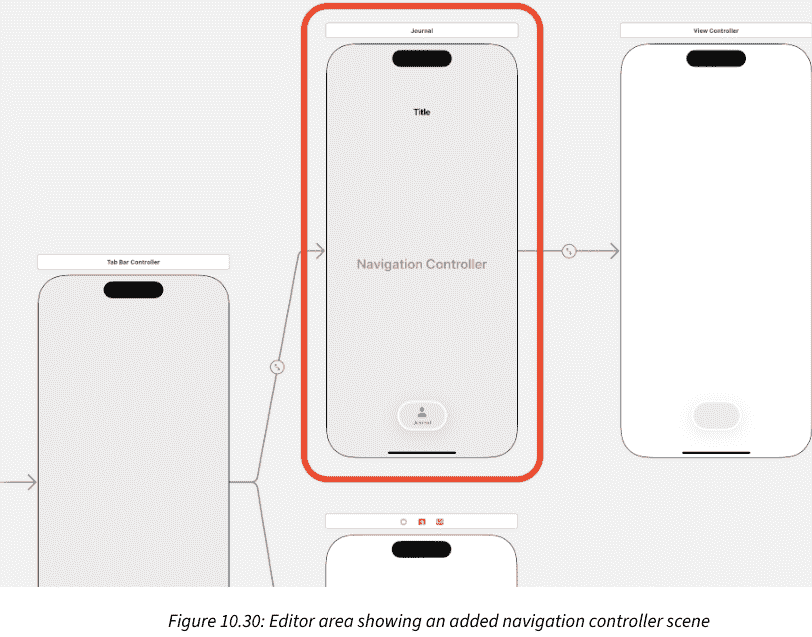 Journal
View Controller
Title
Navigation Controller
Tab Bar Controller
Journal
Figure 10.30: Editor area showing an added navigation controller scene